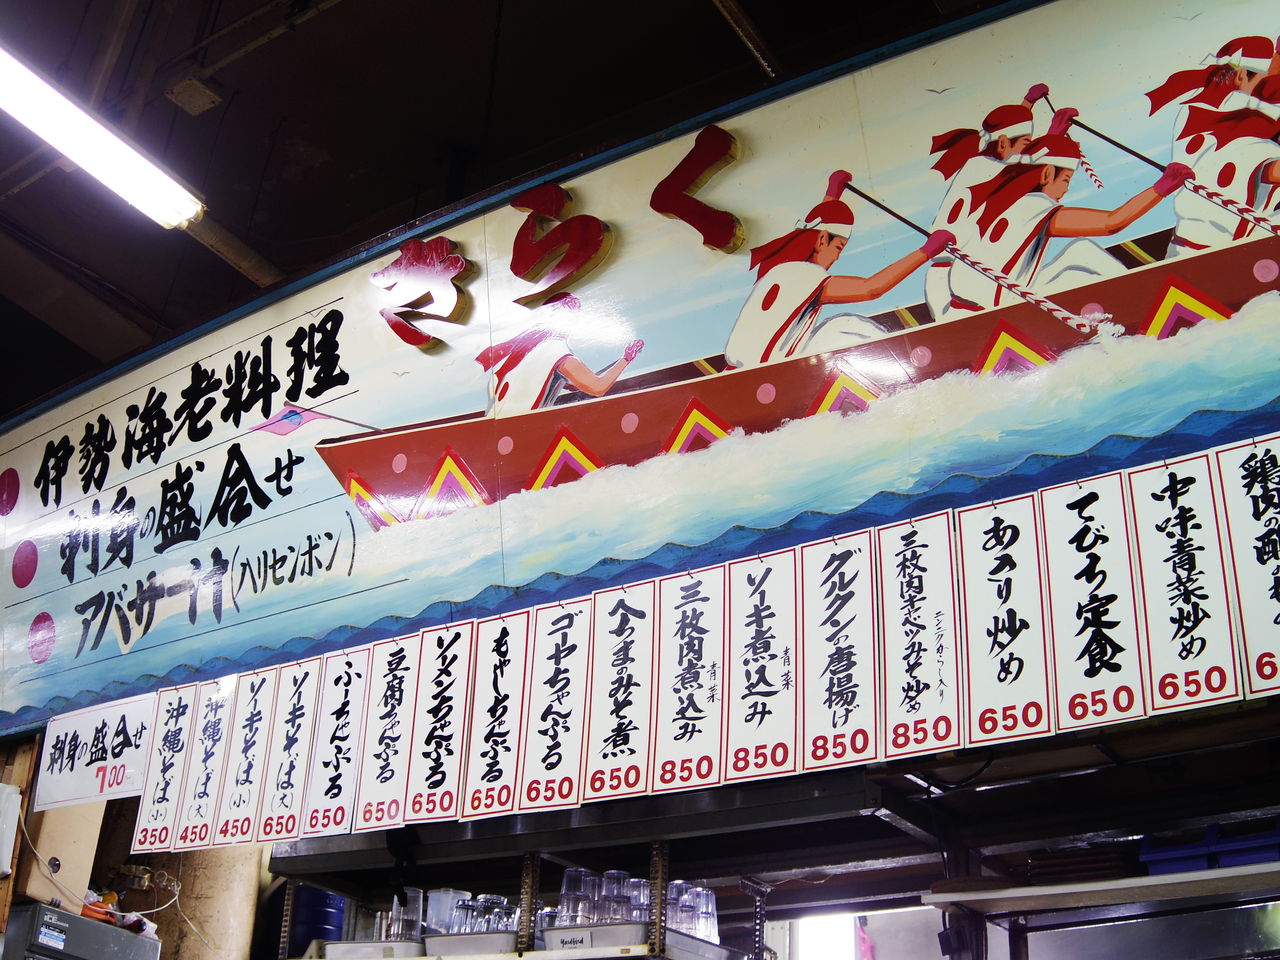 きらく
伊勢海老料理
刺身の盛合せ
アバサー汁(ハリセンボン)
刺身の盛合せ
700
沖縄そば(小)
350
沖縄そば(大)
450
ソーキそば(小)
450
ソーキそば(大)
650
ふーちゃんぷる
650
豆腐ちゃんぷる
650
ソーメンちゃんぷる
650
もやしちゃんぷる
650
ゴーヤちゃんぷる
650
へちまのみそ煮
650
三枚肉煮込み
青菜
850
ソーキ煮込み
青菜
850
グルクンの唐揚げ
850
三枚肉キャベツみそ炒め
ニンニクからし入り
850
あさり炒め
650
てびち定食
650
中味青菜炒め
650
鶏肉の
6